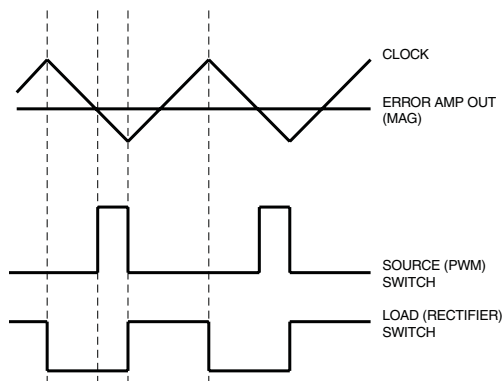 CLOCK
ERROR AMP OUT
(MAG)
SOURCE (PWM)
SWITCH
LOAD (RECTIFIER)
SWITCH